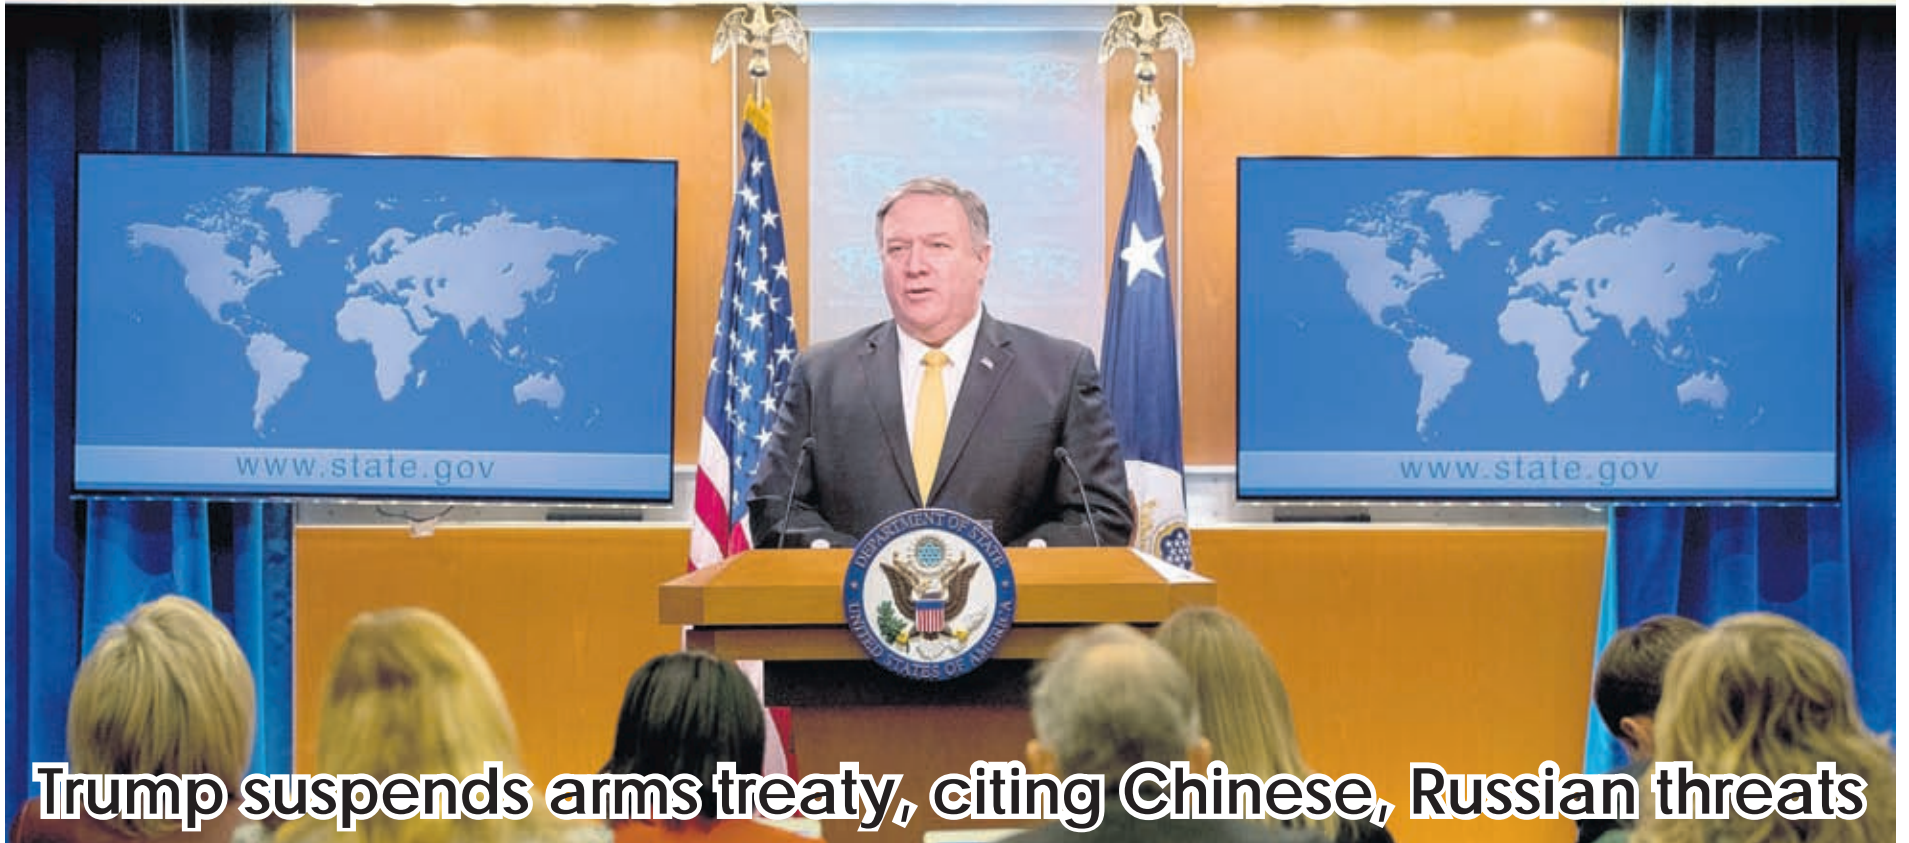 www.state.gov
www.state.gov
DEPARTMENT OF STATE
UNITED STATES OF AMERICA
Trump suspends arms treaty, citing Chinese, Russian threats